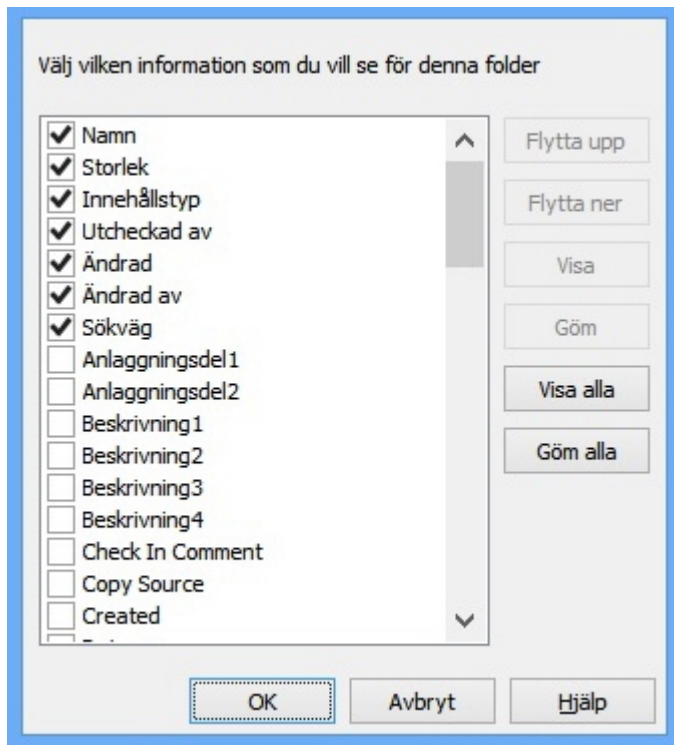 Välj vilken information som du vill se för denna folder
Namn
Storlek
Innehållstyp
Utcheckad av
Ändrad
Ändrad av
Sökväg
Anlaggningsdel1
Anlaggningsdel2
Beskrivning1
Beskrivning2
Beskrivning3
Beskrivning4
Check In Comment
Copy Source
Created
Flytta upp
Flytta ner
Visa
Göm
Visa alla
Göm alla
OK
Avbryt
Hjälp